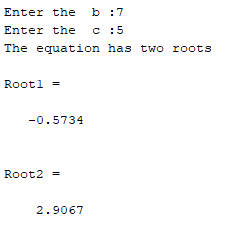 Enter the  b :7
Enter the  c :5
The equation has two roots
Root1 =
-0.5734
Root2 =
2.9067